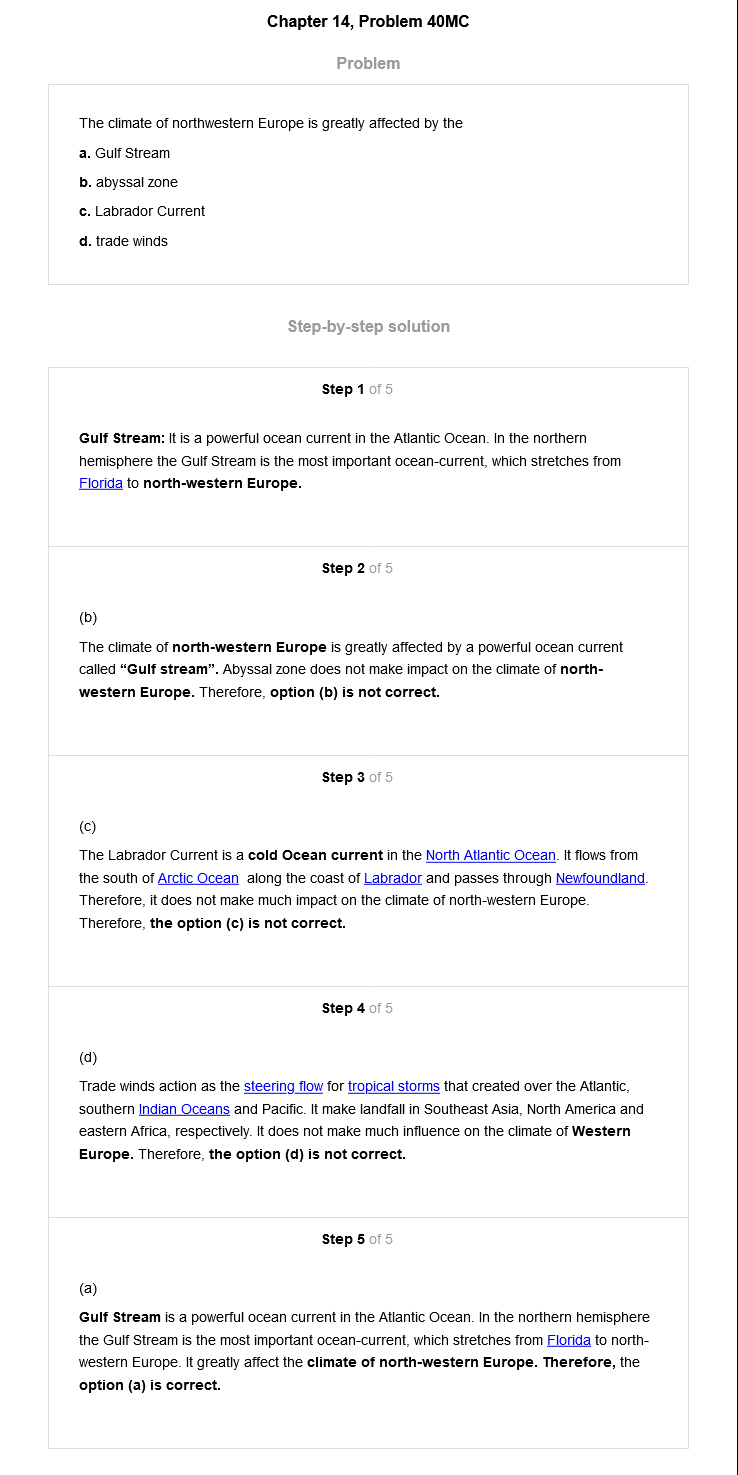 Chapter 14, Problem 40MC
Problem
The climate of northwestern Europe is greatly affected by the
a. Gulf Stream
b. abyssal zone
c. Labrador Current
d. trade winds
Step-by-step solution
Step 1 of 5
Gulf Stream: It is a powerful ocean current in the Atlantic Ocean. In the northern
hemisphere the Gulf Stream is the most important ocean-current, which stretches from
Florida to north-western Europe.
Step 2 of 5
(b)
The climate of north-western Europe is greatly affected by a powerful ocean current
called “Gulf stream”. Abyssal zone does not make impact on the climate of north-
western Europe. Therefore, option (b) is not correct.
Step 3 of 5
(c)
The Labrador Current is a cold Ocean current in the North Atlantic Ocean. It flows from
the south of Arctic Ocean along the coast of Labrador and passes through Newfoundland.
Therefore, it does not make much impact on the climate of north-western Europe.
Therefore, the option (c) is not correct.
Step 4 of 5
(d)
Trade winds action as the steering flow for tropical storms that created over the Atlantic,
southern Indian Oceans and Pacific. It make landfall in Southeast Asia, North America and
eastern Africa, respectively. It does not make much influence on the climate of Western
Europe. Therefore, the option (d) is not correct.
Step 5 of 5
(a)
Gulf Stream is a powerful ocean current in the Atlantic Ocean. In the northern hemisphere
the Gulf Stream is the most important ocean-current, which stretches from Florida to north-
western Europe. It greatly affect the climate of north-western Europe. Therefore, the
option (a) is correct.